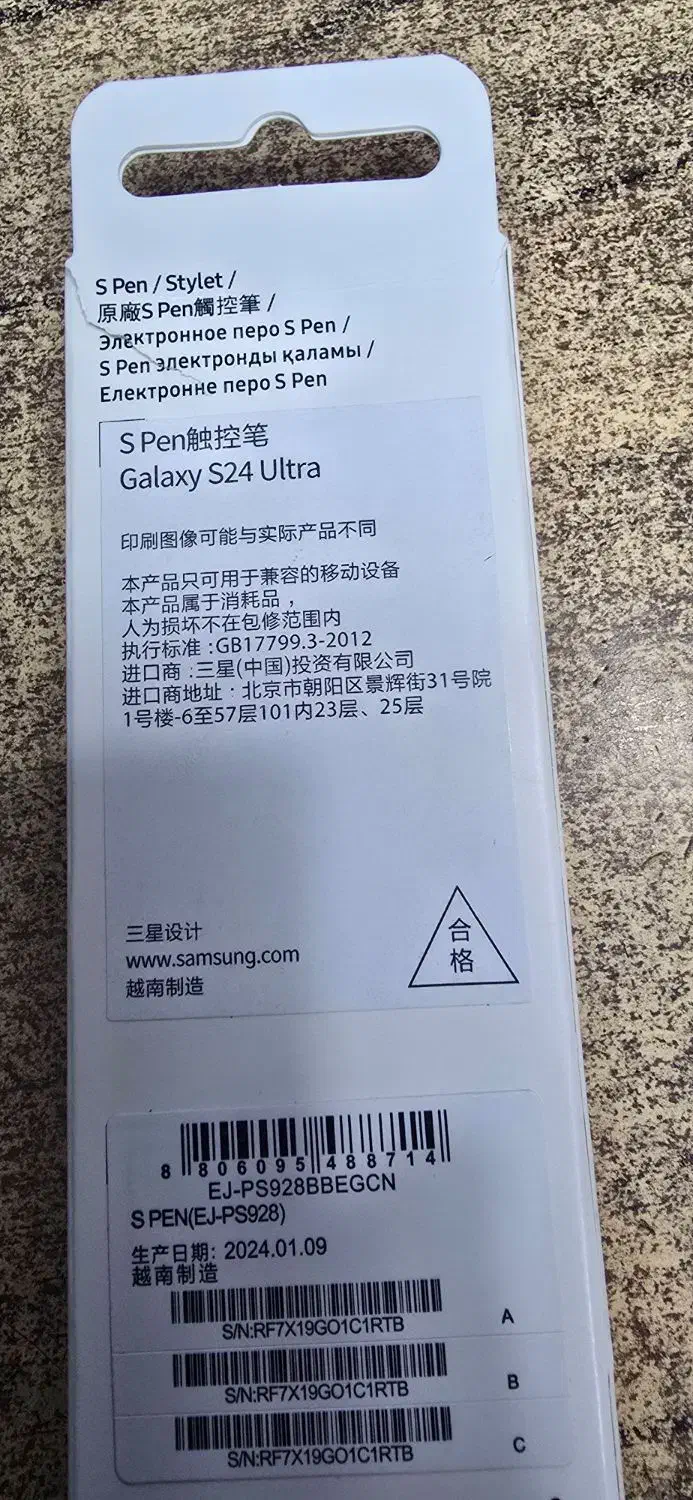 S Pen / Stylet /
原廠S Pen觸控筆 /
Электронное перо S Pen /
S Pen электронды қаламы /
Електронне перо S Pen
S Pen触控笔
Galaxy S24 Ultra
印刷图像可能与实际产品不同
本产品只可用于兼容的移动设备
本产品属于消耗品，
人为损坏不在包修范围内
执行标准 :GB17799.3-2012
进口商 :三星(中国)投资有限公司
进口商地址：北京市朝阳区景辉街31号院
1号楼-6至57层101内23层、25层
三星设计
www.samsung.com
越南制造
合
格
8 806095 488714
EJ-PS928BBEGCN
S PEN(EJ-PS928)
生产日期: 2024.01.09
越南制造
S/N:RF7X19GO1C1RTB A
S/N:RF7X19GO1C1RTB B
S/N:RF7X19GO1C1RTB C